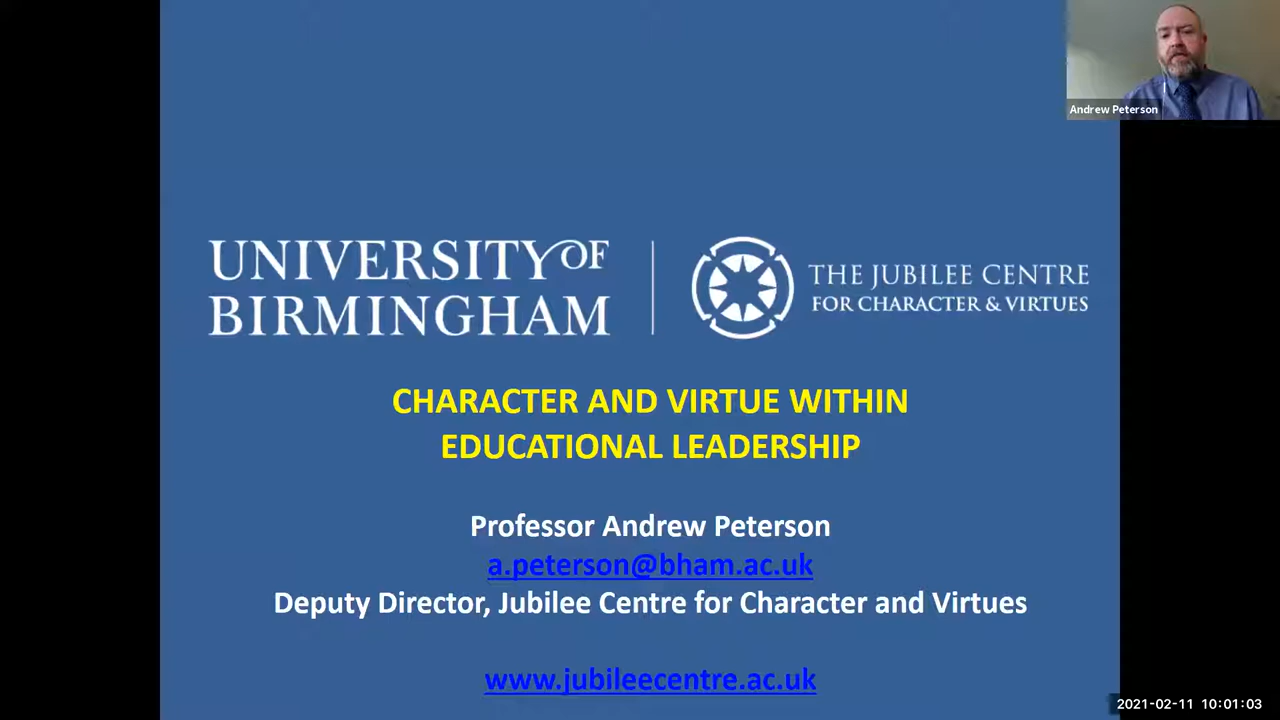 Andrew Peterson
UNIVERSITY OF
BIRMINGHAM
THE JUBILEE CENTRE
FOR CHARACTER & VIRTUES
CHARACTER AND VIRTUE WITHIN
EDUCATIONAL LEADERSHIP
Professor Andrew Peterson
a.peterson@bham.ac.uk
Deputy Director, Jubilee Centre for Character and Virtues
www.jubileecentre.ac.uk
2021-02-11 10:01:03